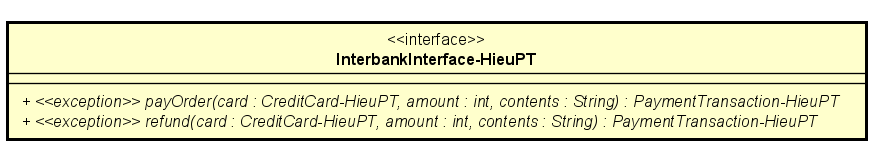 <<interface>>
InterbankInterface-HieuPT
+ <<exception>> payOrder(card : CreditCard-HieuPT, amount : int, contents : String) : PaymentTransaction-HieuPT
+ <<exception>> refund(card : CreditCard-HieuPT, amount : int, contents : String) : PaymentTransaction-HieuPT